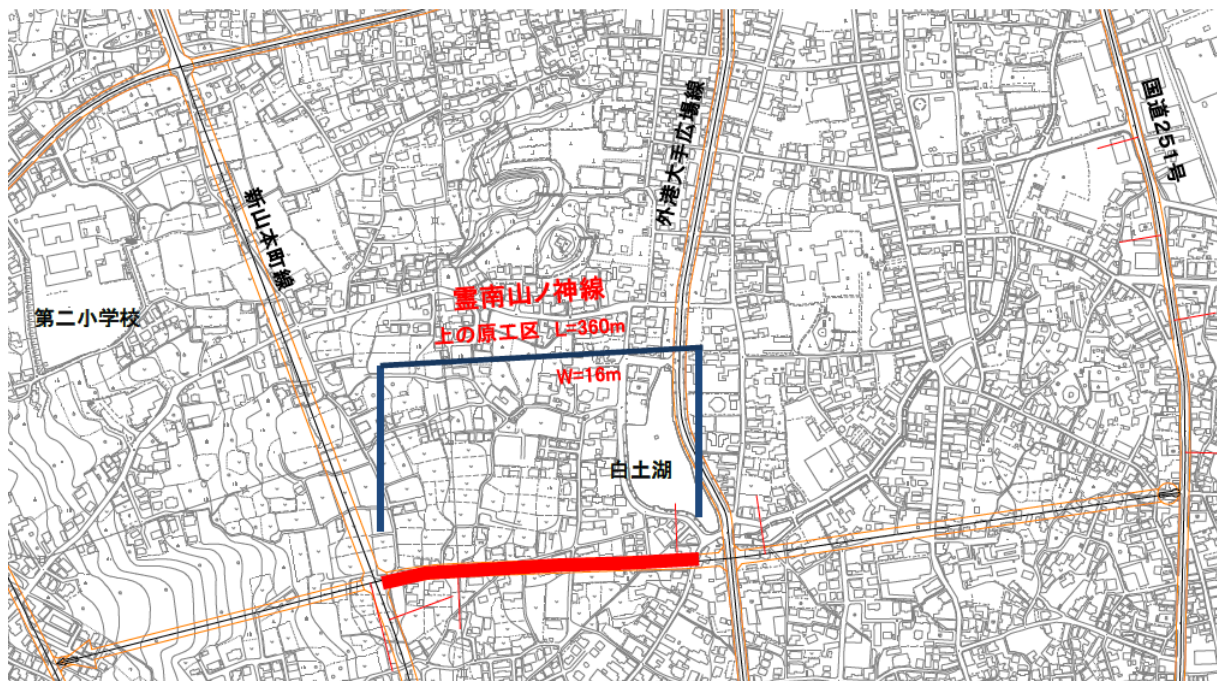 国道251号
外港大手広場線
新山本町線
霊南山ノ神線
第二小学校
上の原工区 L=360m
W=16m
白土湖